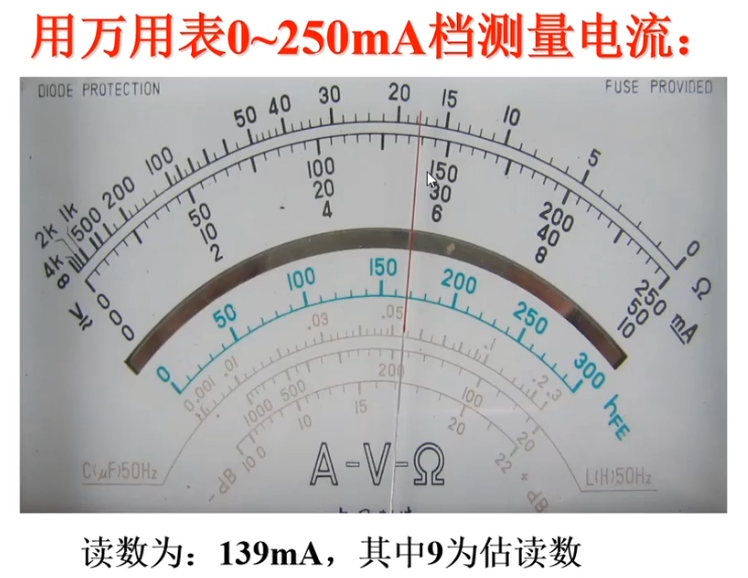 用万用表0~250mA档测量电流：
DIODE PROTECTION FUSE PROVIDED
2k 1k 500 200 100 50 40 30 20 15 10 5 0 Ω
4k ∞
0 50 100 150 200 250 mA
0 10 20 30 40 50
0 2 4 6 8 10
V≂
0 50 100 150 200 250 300 hFE
0.001 .01 .03 .05 .1 .2 .3
1000 500 200 100 20
-dB 10 0 10 15 20 22 +dB
C(μF)50Hz L(H)50Hz
A-V-Ω
读数为：139mA，其中9为估读数